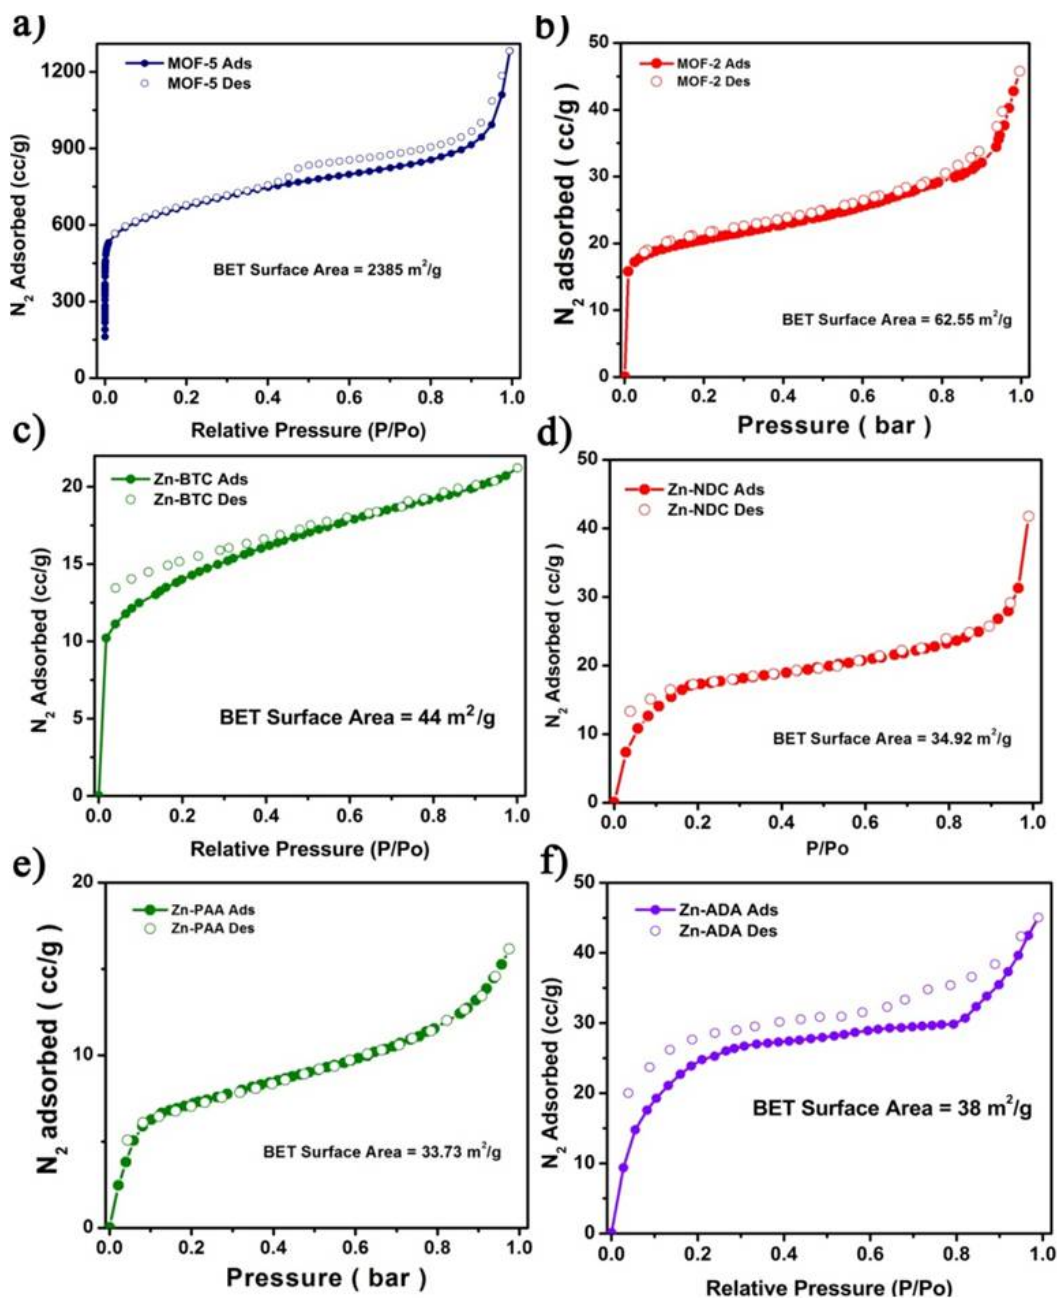 a)
MOF-5 Ads
MOF-5 Des
1200
900
600
300
0
N2 Adsorbed (cc/g)
BET Surface Area = 2385 m²/g
0.0 0.2 0.4 0.6 0.8 1.0
Relative Pressure (P/Po)
b)
MOF-2 Ads
MOF-2 Des
50
40
30
20
10
0
N2 adsorbed ( cc/g )
BET Surface Area = 62.55 m²/g
0.0 0.2 0.4 0.6 0.8 1.0
Pressure ( bar )
c)
Zn-BTC Ads
Zn-BTC Des
20
15
10
5
0
N2 Adsorbed (cc/g)
BET Surface Area = 44 m²/g
0.0 0.2 0.4 0.6 0.8 1.0
Relative Pressure (P/Po)
d)
Zn-NDC Ads
Zn-NDC Des
50
40
30
20
10
0
N2 Adsorbed ( cc/g )
BET Surface Area = 34.92 m²/g
0.0 0.2 0.4 0.6 0.8 1.0
P/Po
e)
Zn-PAA Ads
Zn-PAA Des
20
10
0
N2 adsorbed ( cc/g )
BET Surface Area = 33.73 m²/g
0.0 0.2 0.4 0.6 0.8 1.0
Pressure ( bar )
f)
Zn-ADA Ads
Zn-ADA Des
50
40
30
20
10
0
N2 Adsorbed (cc/g)
BET Surface Area = 38 m²/g
0.0 0.2 0.4 0.6 0.8 1.0
Relative Pressure (P/Po)